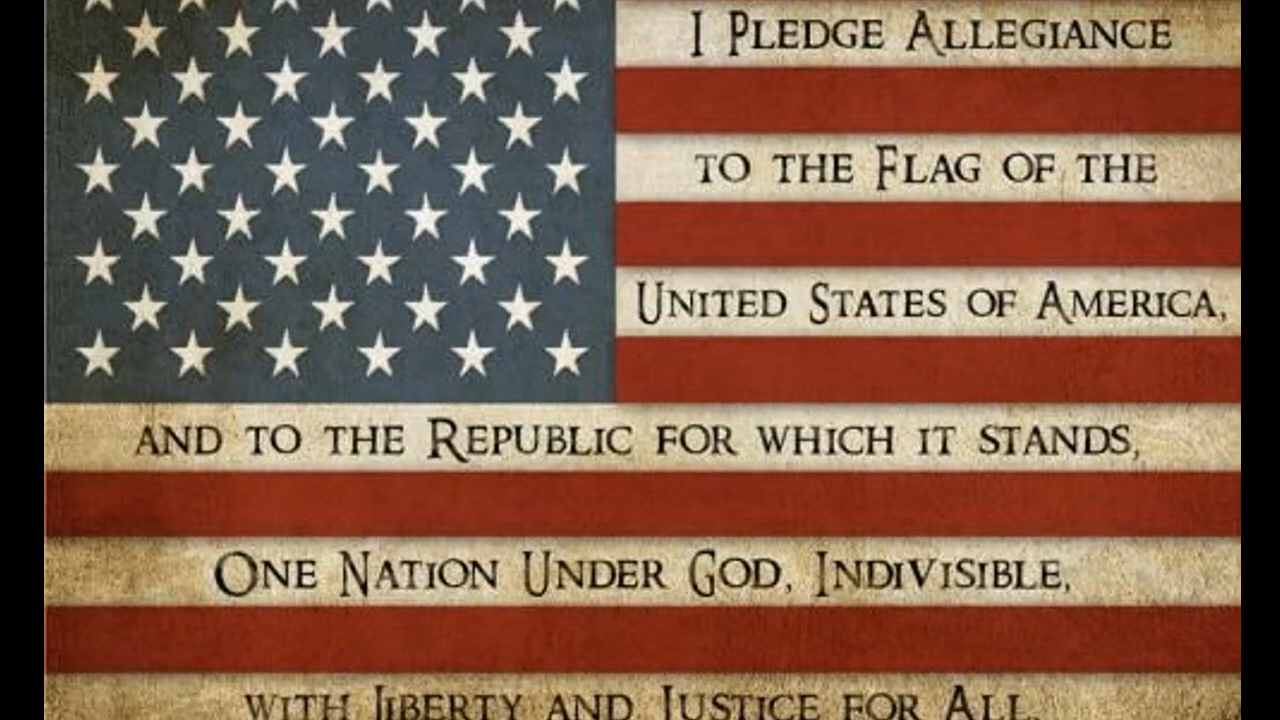 I PLEDGE ALLEGIANCE
TO THE FLAG OF THE
UNITED STATES OF AMERICA,
AND TO THE REPUBLIC FOR WHICH IT STANDS,
ONE NATION UNDER GOD, INDIVISIBLE,
WITH LIBERTY AND JUSTICE FOR ALL.